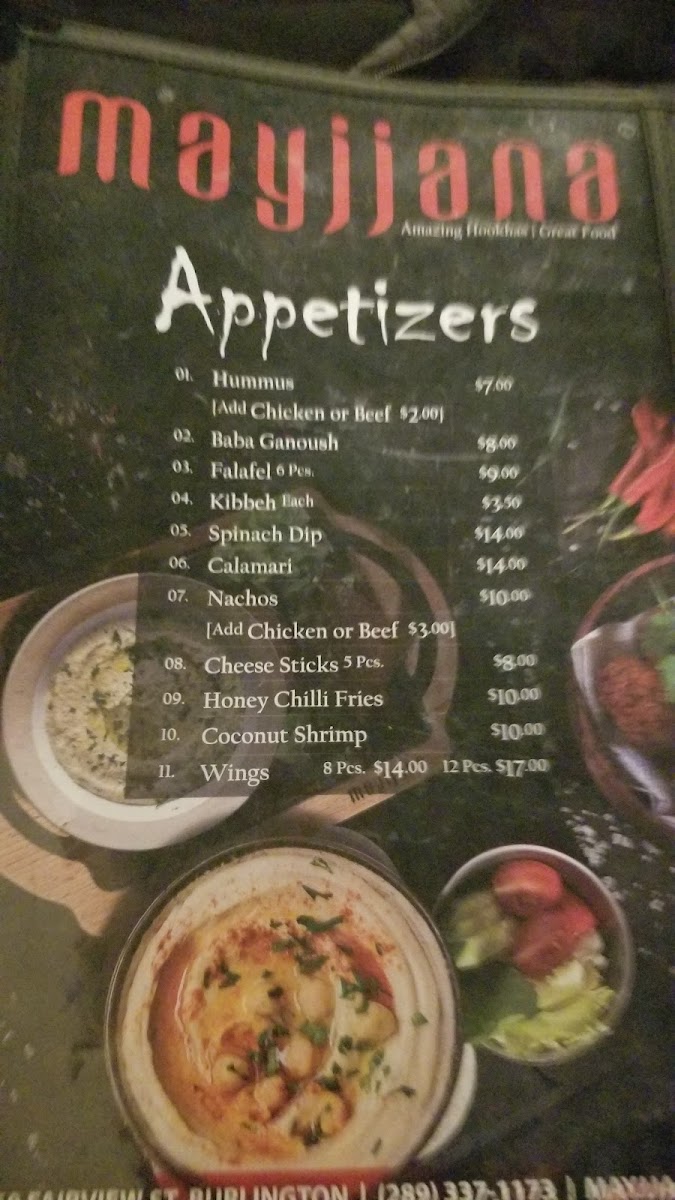 mayjjana
Amazing Hookhas | Great Food
Appetizers
01. Hummus $7.00
[Add Chicken or Beef $2.00]
02. Baba Ganoush $8.00
03. Falafel 6 Pcs. $9.00
04. Kibbeh Each $3.50
05. Spinach Dip $14.00
06. Calamari $14.00
07. Nachos $10.00
[Add Chicken or Beef $3.00]
08. Cheese Sticks 5 Pcs. $8.00
09. Honey Chilli Fries $10.00
10. Coconut Shrimp $10.00
11. Wings 8 Pcs. $14.00 12 Pcs. $17.00
FAIRVIEW ST. BURLINGTON | (289) 337-1173 |